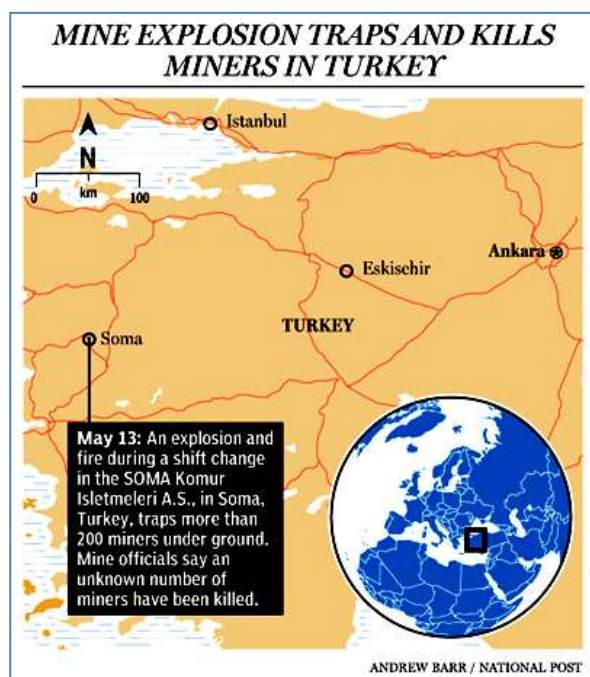 MINE EXPLOSION TRAPS AND KILLS
MINERS IN TURKEY
Istanbul
N
0 km 100
Ankara
Eskisehir
TURKEY
Soma
May 13: An explosion and
fire during a shift change
in the SOMA Komur
Isletmeleri A.S., in Soma,
Turkey, traps more than
200 miners under ground.
Mine officials say an
unknown number of
miners have been killed.
ANDREW BARR / NATIONAL POST